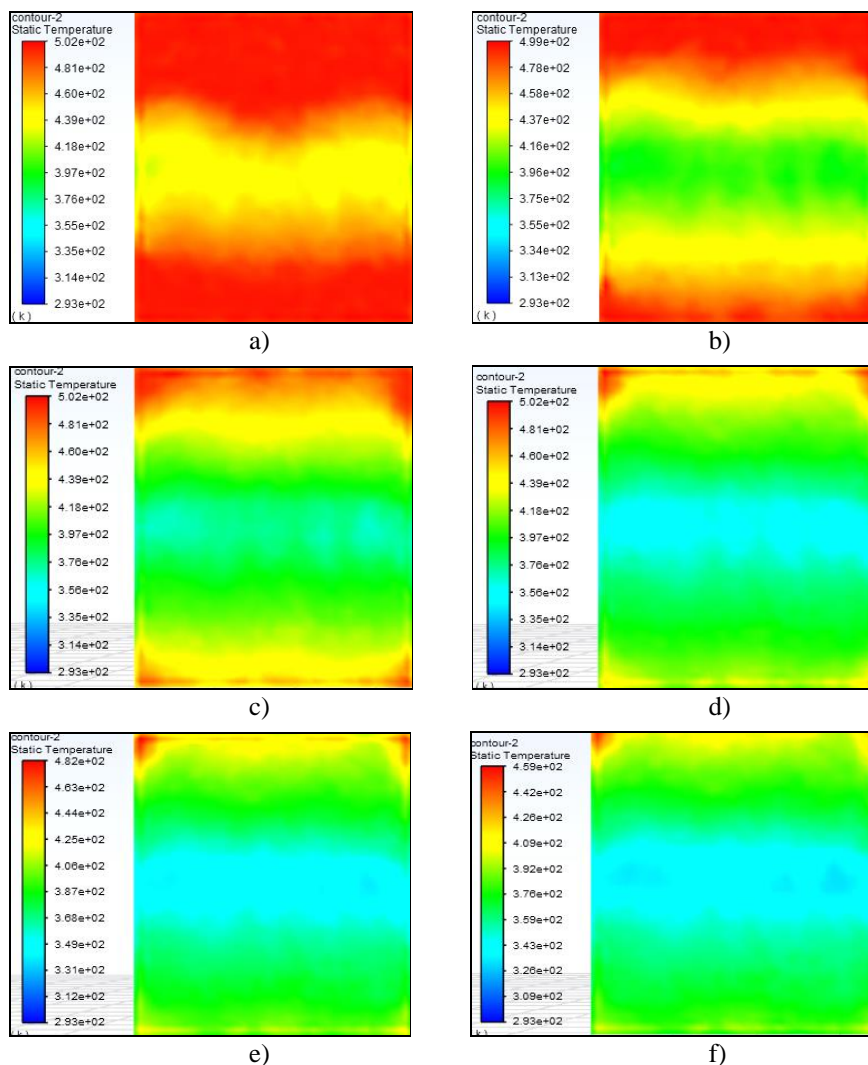 contour-2
Static Temperature
5.02e+02
4.81e+02
4.60e+02
4.39e+02
4.18e+02
3.97e+02
3.76e+02
3.55e+02
3.35e+02
3.14e+02
2.93e+02
( k )
a)
contour-2
Static Temperature
4.99e+02
4.79e+02
4.58e+02
4.37e+02
4.16e+02
3.96e+02
3.75e+02
3.55e+02
3.34e+02
3.13e+02
2.93e+02
( k )
b)
contour-2
Static Temperature
5.02e+02
4.81e+02
4.60e+02
4.39e+02
4.18e+02
3.97e+02
3.76e+02
3.56e+02
3.35e+02
3.14e+02
2.93e+02
( k )
c)
contour-2
Static Temperature
5.02e+02
4.81e+02
4.60e+02
4.39e+02
4.18e+02
3.97e+02
3.77e+02
3.56e+02
3.35e+02
3.14e+02
2.93e+02
( k )
d)
contour-2
Static Temperature
4.82e+02
4.63e+02
4.44e+02
4.25e+02
4.06e+02
3.87e+02
3.68e+02
3.49e+02
3.31e+02
3.12e+02
2.93e+02
( k )
e)
contour-2
Static Temperature
4.59e+02
4.42e+02
4.26e+02
4.09e+02
3.92e+02
3.76e+02
3.59e+02
3.43e+02
3.26e+02
3.09e+02
2.93e+02
( k )
f)